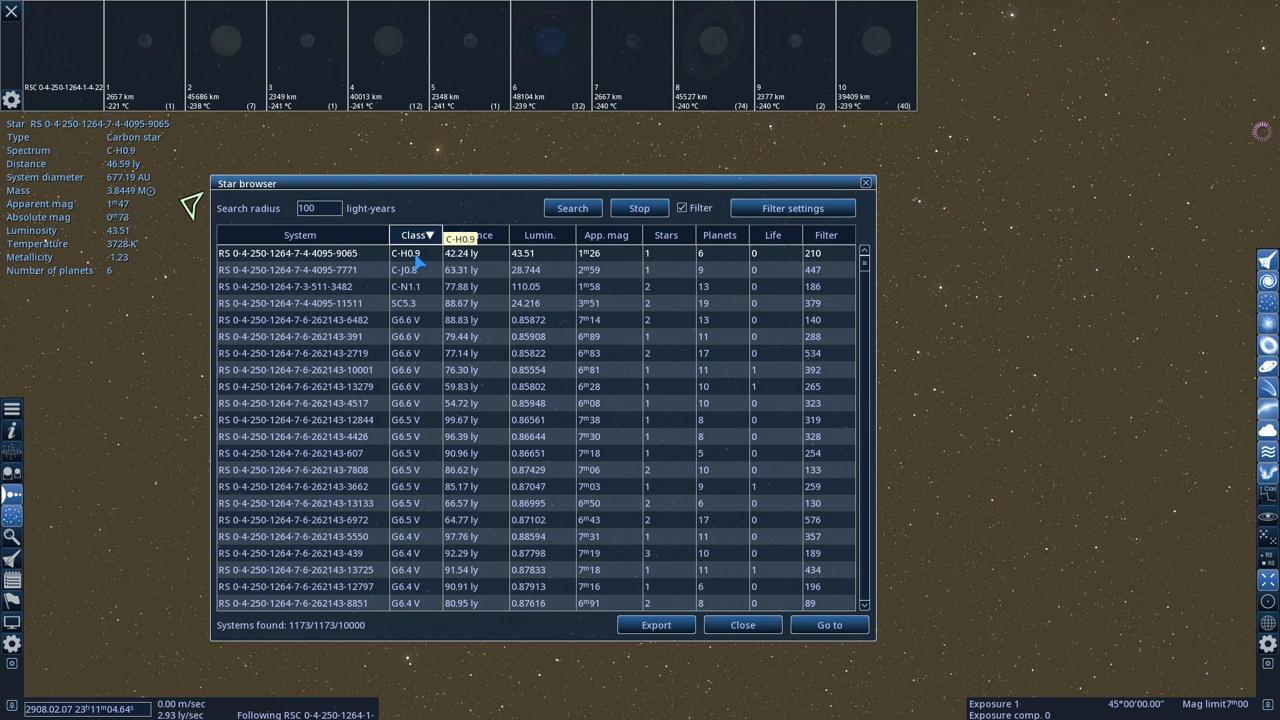 RSC 0-4-250-1264-1-4-22
1
2657 km
-221 °C (1)
2
45686 km
-238 °C (7)
3
2349 km
-241 °C (1)
4
40013 km
-241 °C (12)
5
2348 km
-241 °C (1)
6
48104 km
-239 °C (32)
7
2667 km
-240 °C (1)
8
45527 km
-240 °C (74)
9
2377 km
-240 °C (2)
10
39409 km
-239 °C (40)
Star RS 0-4-250-1264-7-4-4095-9065
Type Carbon star
Spectrum C-H0.9
Distance 46.59 ly
System diameter 677.19 AU
Mass 3.8449 M☉
Apparent mag 1ᵐ47
Absolute mag 0ᵐ73
Luminosity 43.51
Temperature 3728 K
Metallicity -1.23
Number of planets 6
Star browser
Search radius 100 light-years Search Stop Filter Filter settings
System Class▼ nce Lumin. App. mag Stars Planets Life Filter
C-H0.9
RS 0-4-250-1264-7-4-4095-9065 C-H0.9 42.24 ly 43.51 1ᵐ26 1 6 0 210
RS 0-4-250-1264-7-4-4095-7771 C-J0.8 63.31 ly 28.744 2ᵐ59 1 9 0 447
RS 0-4-250-1264-7-3-511-3482 C-N1.1 77.88 ly 110.05 1ᵐ58 2 13 0 186
RS 0-4-250-1264-7-4-4095-11511 SC5.3 88.67 ly 24.216 3ᵐ51 2 19 0 379
RS 0-4-250-1264-7-6-262143-6482 G6.6 V 88.83 ly 0.85872 7ᵐ14 2 13 0 140
RS 0-4-250-1264-7-6-262143-391 G6.6 V 79.44 ly 0.85908 6ᵐ89 1 11 0 288
RS 0-4-250-1264-7-6-262143-2719 G6.6 V 77.14 ly 0.85822 6ᵐ83 2 17 0 534
RS 0-4-250-1264-7-6-262143-10001 G6.6 V 76.30 ly 0.85554 6ᵐ81 1 11 1 392
RS 0-4-250-1264-7-6-262143-13279 G6.6 V 59.83 ly 0.85802 6ᵐ28 1 10 1 265
RS 0-4-250-1264-7-6-262143-4517 G6.6 V 54.72 ly 0.85948 6ᵐ08 1 11 0 323
RS 0-4-250-1264-7-6-262143-12844 G6.5 V 99.67 ly 0.86561 7ᵐ38 1 8 0 319
RS 0-4-250-1264-7-6-262143-4426 G6.5 V 96.39 ly 0.86644 7ᵐ30 1 8 0 328
RS 0-4-250-1264-7-6-262143-607 G6.5 V 90.96 ly 0.86651 7ᵐ18 1 5 0 254
RS 0-4-250-1264-7-6-262143-7808 G6.5 V 86.62 ly 0.87429 7ᵐ06 2 10 0 133
RS 0-4-250-1264-7-6-262143-3662 G6.5 V 85.17 ly 0.87047 7ᵐ03 1 9 1 259
RS 0-4-250-1264-7-6-262143-13133 G6.5 V 66.57 ly 0.86995 6ᵐ50 2 6 0 130
RS 0-4-250-1264-7-6-262143-6972 G6.5 V 64.77 ly 0.87102 6ᵐ43 2 17 0 576
RS 0-4-250-1264-7-6-262143-5550 G6.4 V 97.76 ly 0.88594 7ᵐ31 1 11 0 357
RS 0-4-250-1264-7-6-262143-439 G6.4 V 92.29 ly 0.87798 7ᵐ19 3 10 0 189
RS 0-4-250-1264-7-6-262143-13725 G6.4 V 91.54 ly 0.87833 7ᵐ18 1 11 1 434
RS 0-4-250-1264-7-6-262143-12797 G6.4 V 90.91 ly 0.87913 7ᵐ16 1 6 0 196
RS 0-4-250-1264-7-6-262143-8851 G6.4 V 80.95 ly 0.87616 6ᵐ91 2 8 0 89
Systems found: 1173/1173/10000 Export Close Go to
2908.02.07 23ʰ11ᵐ04.64ˢ
0.00 m/sec
2.93 ly/sec Following RSC 0-4-250-1264-1-
Exposure 1 45°00'00.00" Mag limit7ᵐ00
Exposure comp. 0